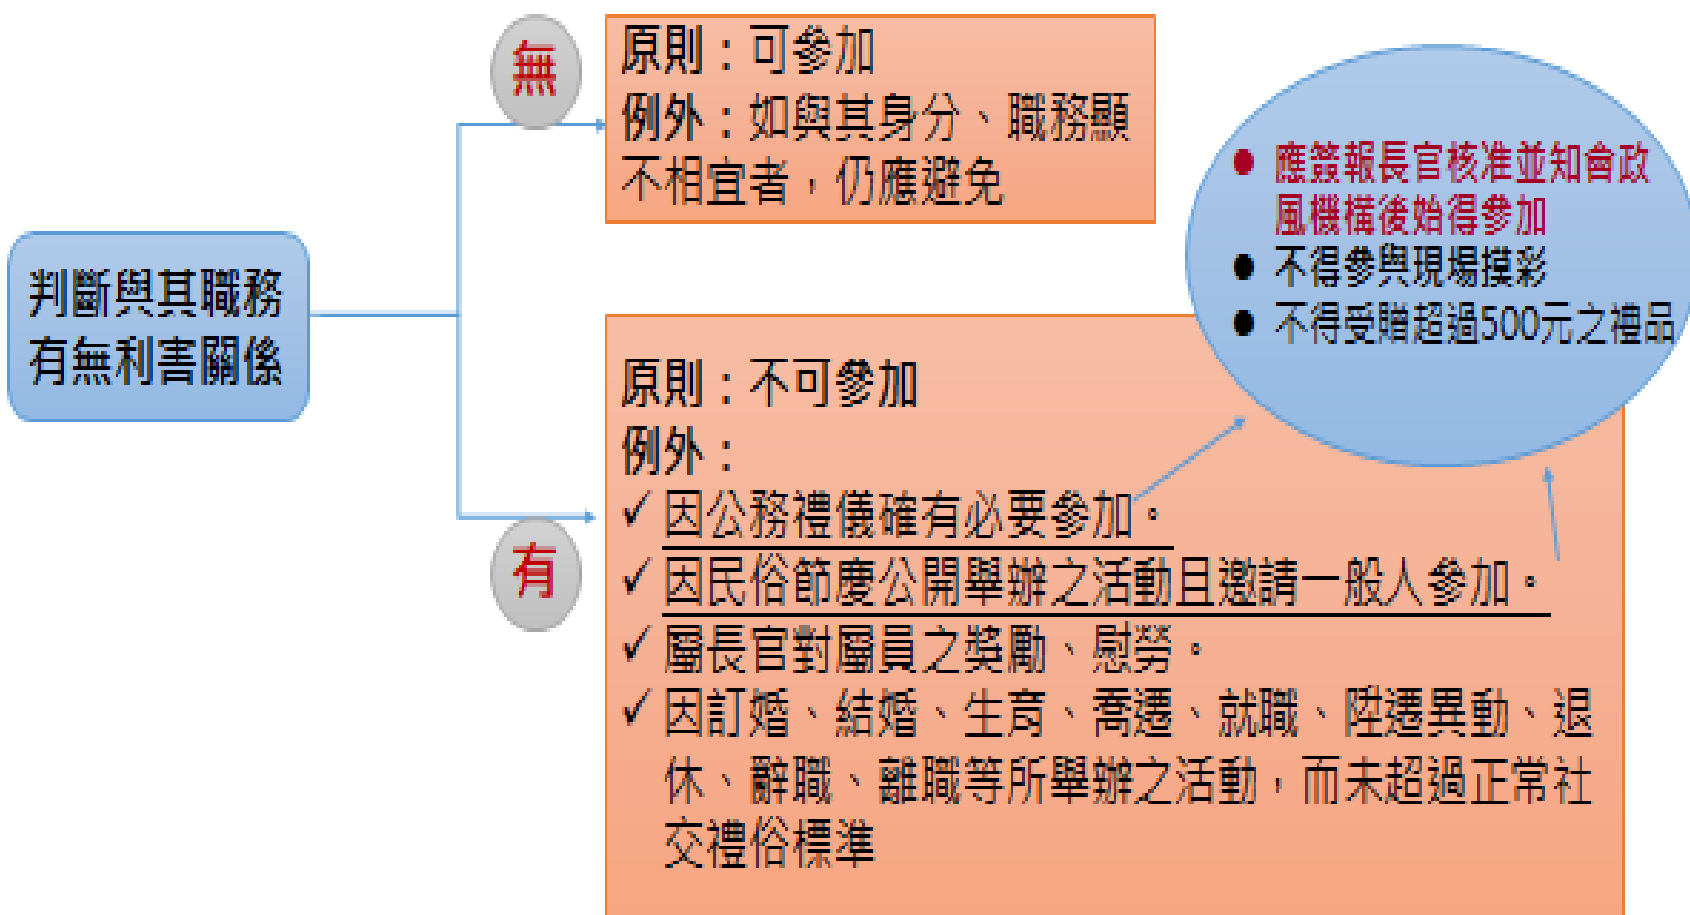 判斷與其職務
有無利害關係
無
原則：可參加
例外：如與其身分、職務顯
不相宜者，仍應避免
有
原則：不可參加
例外：
✓ 因公務禮儀確有必要參加。
✓ 因民俗節慶公開舉辦之活動且邀請一般人參加。
✓ 屬長官對屬員之獎勵、慰勞。
✓ 因訂婚、結婚、生育、喬遷、就職、陞遷異動、退
休、辭職、離職等所舉辦之活動，而未超過正常社
交禮俗標準
● 應簽報長官核准並知會政
風機構後始得參加
● 不得參與現場摸彩
● 不得受贈超過500元之禮品